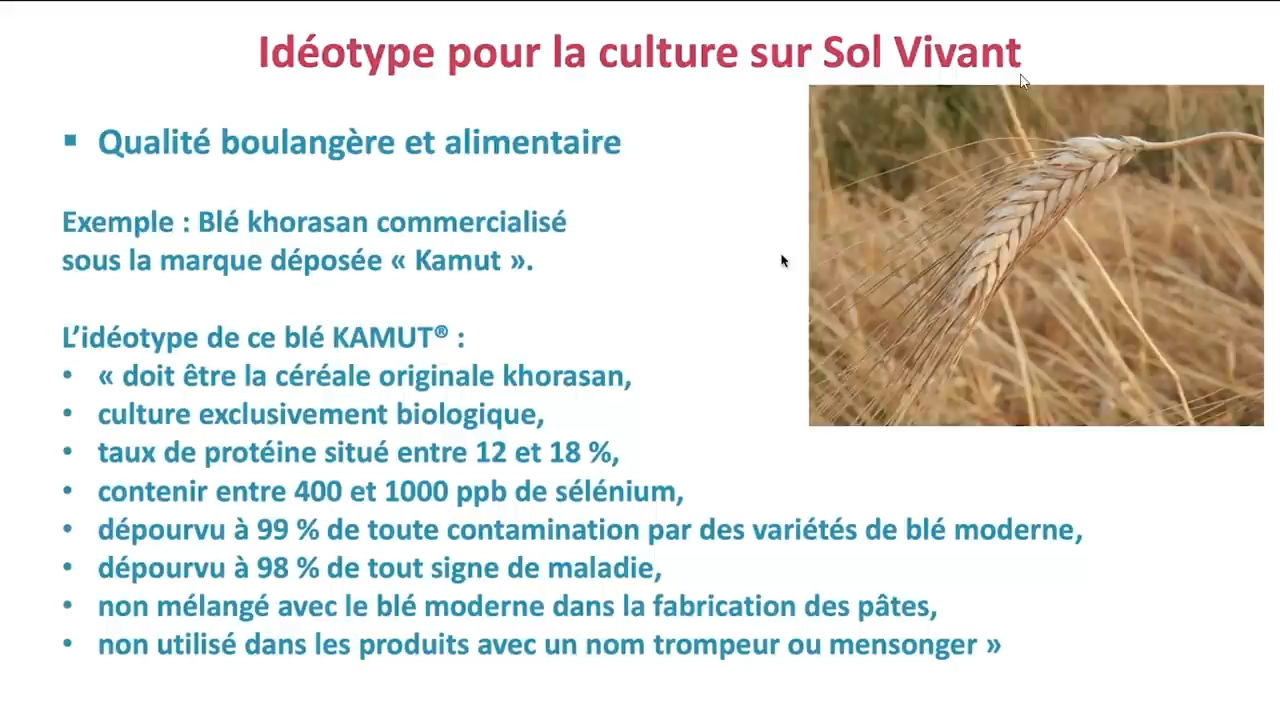 Idéotype pour la culture sur Sol Vivant
▪ Qualité boulangère et alimentaire
Exemple : Blé khorasan commercialisé
sous la marque déposée « Kamut ».
L’idéotype de ce blé KAMUT® :
• « doit être la céréale originale khorasan,
• culture exclusivement biologique,
• taux de protéine situé entre 12 et 18 %,
• contenir entre 400 et 1000 ppb de sélénium,
• dépourvu à 99 % de toute contamination par des variétés de blé moderne,
• dépourvu à 98 % de tout signe de maladie,
• non mélangé avec le blé moderne dans la fabrication des pâtes,
• non utilisé dans les produits avec un nom trompeur ou mensonger »